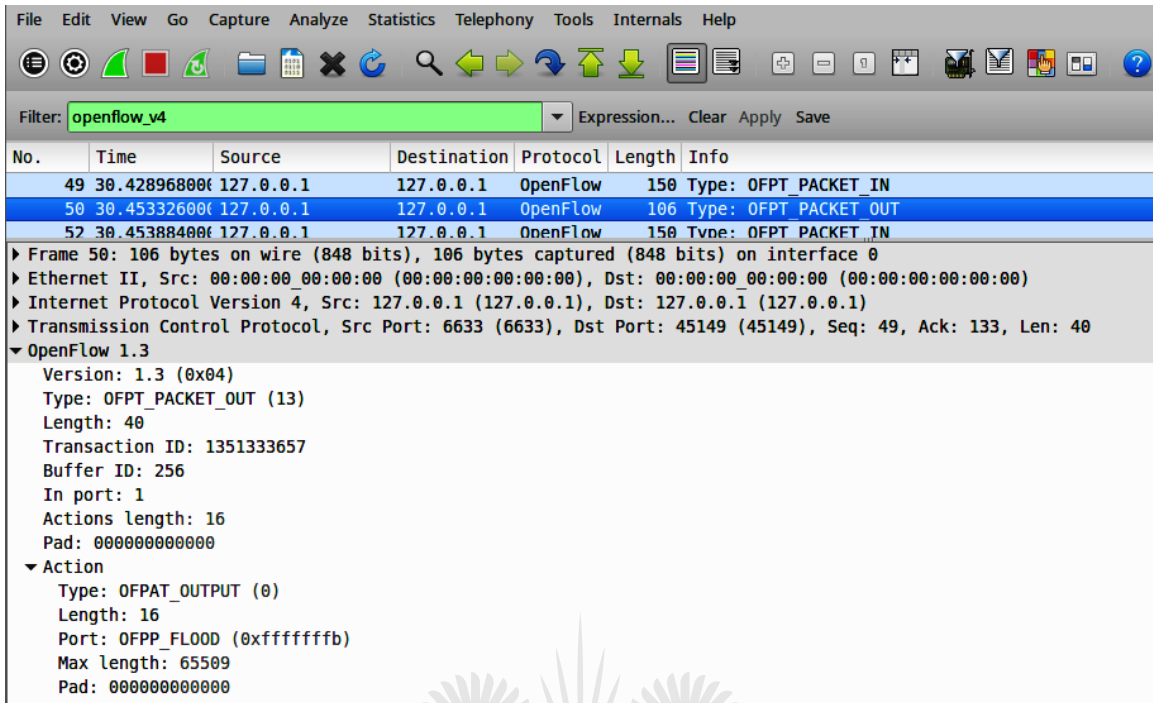 File Edit View Go Capture Analyze Statistics Telephony Tools Internals Help
Filter: openflow_v4 Expression... Clear Apply Save
No. Time Source Destination Protocol Length Info
49 30.428968000 127.0.0.1 127.0.0.1 OpenFlow 150 Type: OFPT_PACKET_IN
50 30.453326000 127.0.0.1 127.0.0.1 OpenFlow 106 Type: OFPT_PACKET_OUT
52 30.453884000 127.0.0.1 127.0.0.1 OpenFlow 150 Type: OFPT_PACKET_IN
Frame 50: 106 bytes on wire (848 bits), 106 bytes captured (848 bits) on interface 0
Ethernet II, Src: 00:00:00_00:00:00 (00:00:00:00:00:00), Dst: 00:00:00_00:00:00 (00:00:00:00:00:00)
Internet Protocol Version 4, Src: 127.0.0.1 (127.0.0.1), Dst: 127.0.0.1 (127.0.0.1)
Transmission Control Protocol, Src Port: 6633 (6633), Dst Port: 45149 (45149), Seq: 49, Ack: 133, Len: 40
OpenFlow 1.3
Version: 1.3 (0x04)
Type: OFPT_PACKET_OUT (13)
Length: 40
Transaction ID: 1351333657
Buffer ID: 256
In port: 1
Actions length: 16
Pad: 000000000000
Action
Type: OFPAT_OUTPUT (0)
Length: 16
Port: OFPP_FLOOD (0xfffffffb)
Max length: 65509
Pad: 000000000000